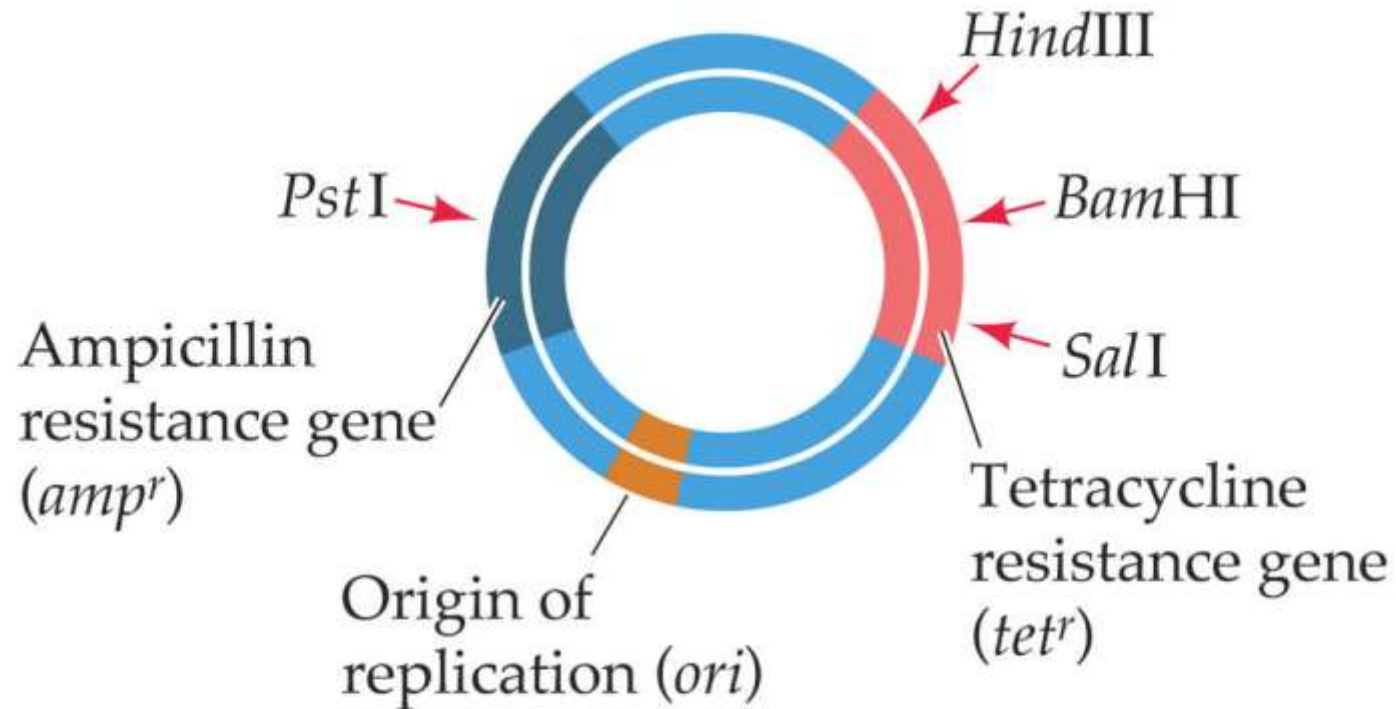 HindIII
PstI
BamHI
SalI
Ampicillin
resistance gene
(ampʳ)
Tetracycline
resistance gene
(tetʳ)
Origin of
replication (ori)